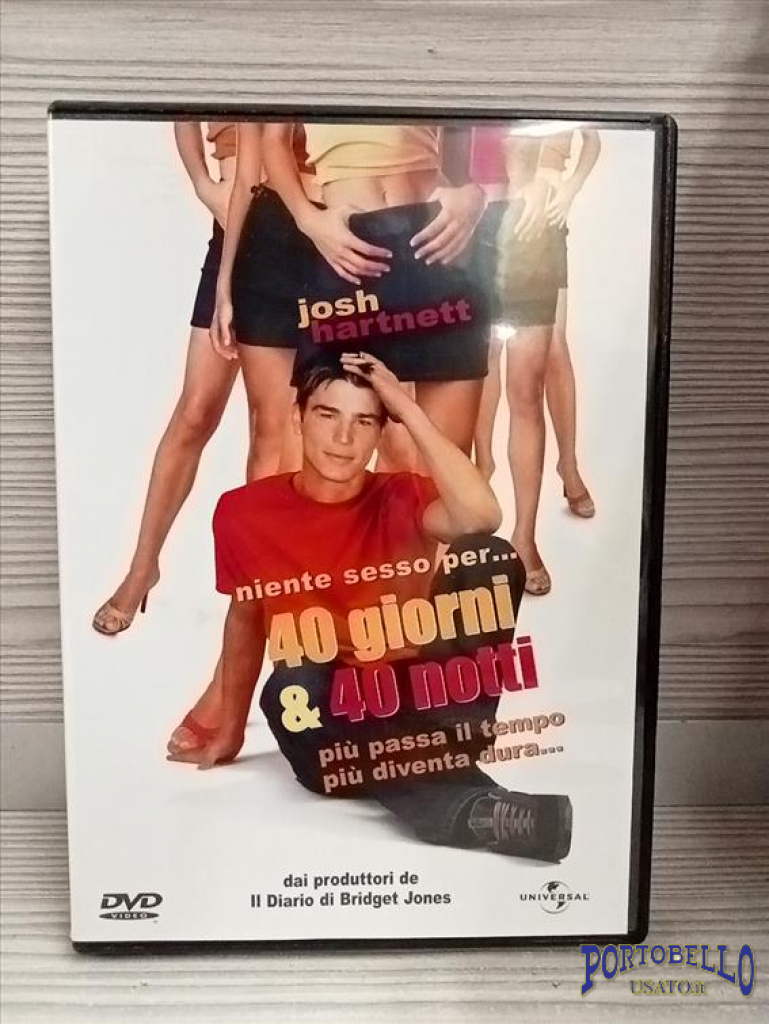 josh
hartnett
niente sesso per...
40 giorni
& 40 notti
più passa il tempo
più diventa dura...
dai produttori de
Il Diario di Bridget Jones
DVD
VIDEO
UNIVERSAL
PORTOBELLO
USATO.it